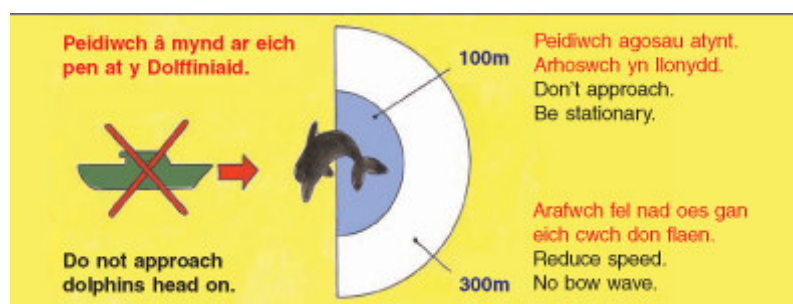 Peidiwch â mynd ar eich
pen at y Dolffiniaid.
Do not approach
dolphins head on.
100m
Peidiwch agosau atynt.
Arhoswch yn llonydd.
Don't approach.
Be stationary.
300m
Arafwch fel nad oes gan
eich cwch don flaen.
Reduce speed.
No bow wave.